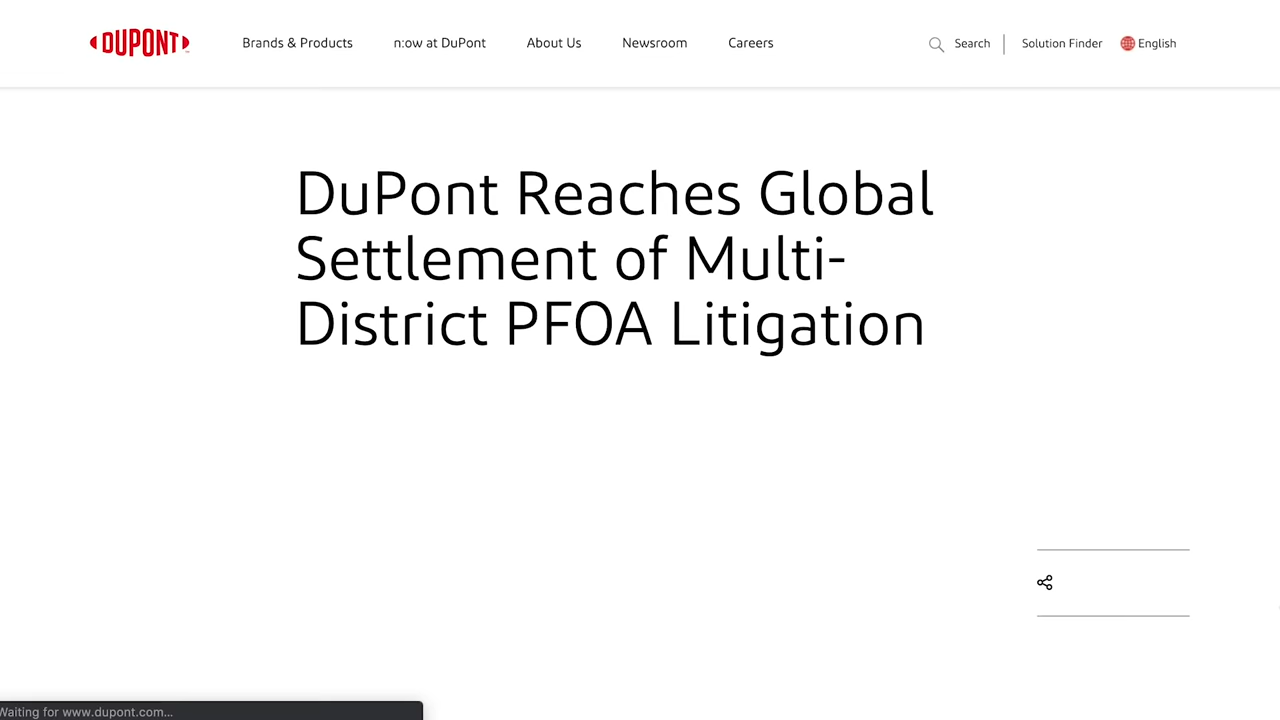 DUPONT
Brands & Products
n:ow at DuPont
About Us
Newsroom
Careers
Search
Solution Finder
English
DuPont Reaches Global
Settlement of Multi-
District PFOA Litigation
Waiting for www.dupont.com...